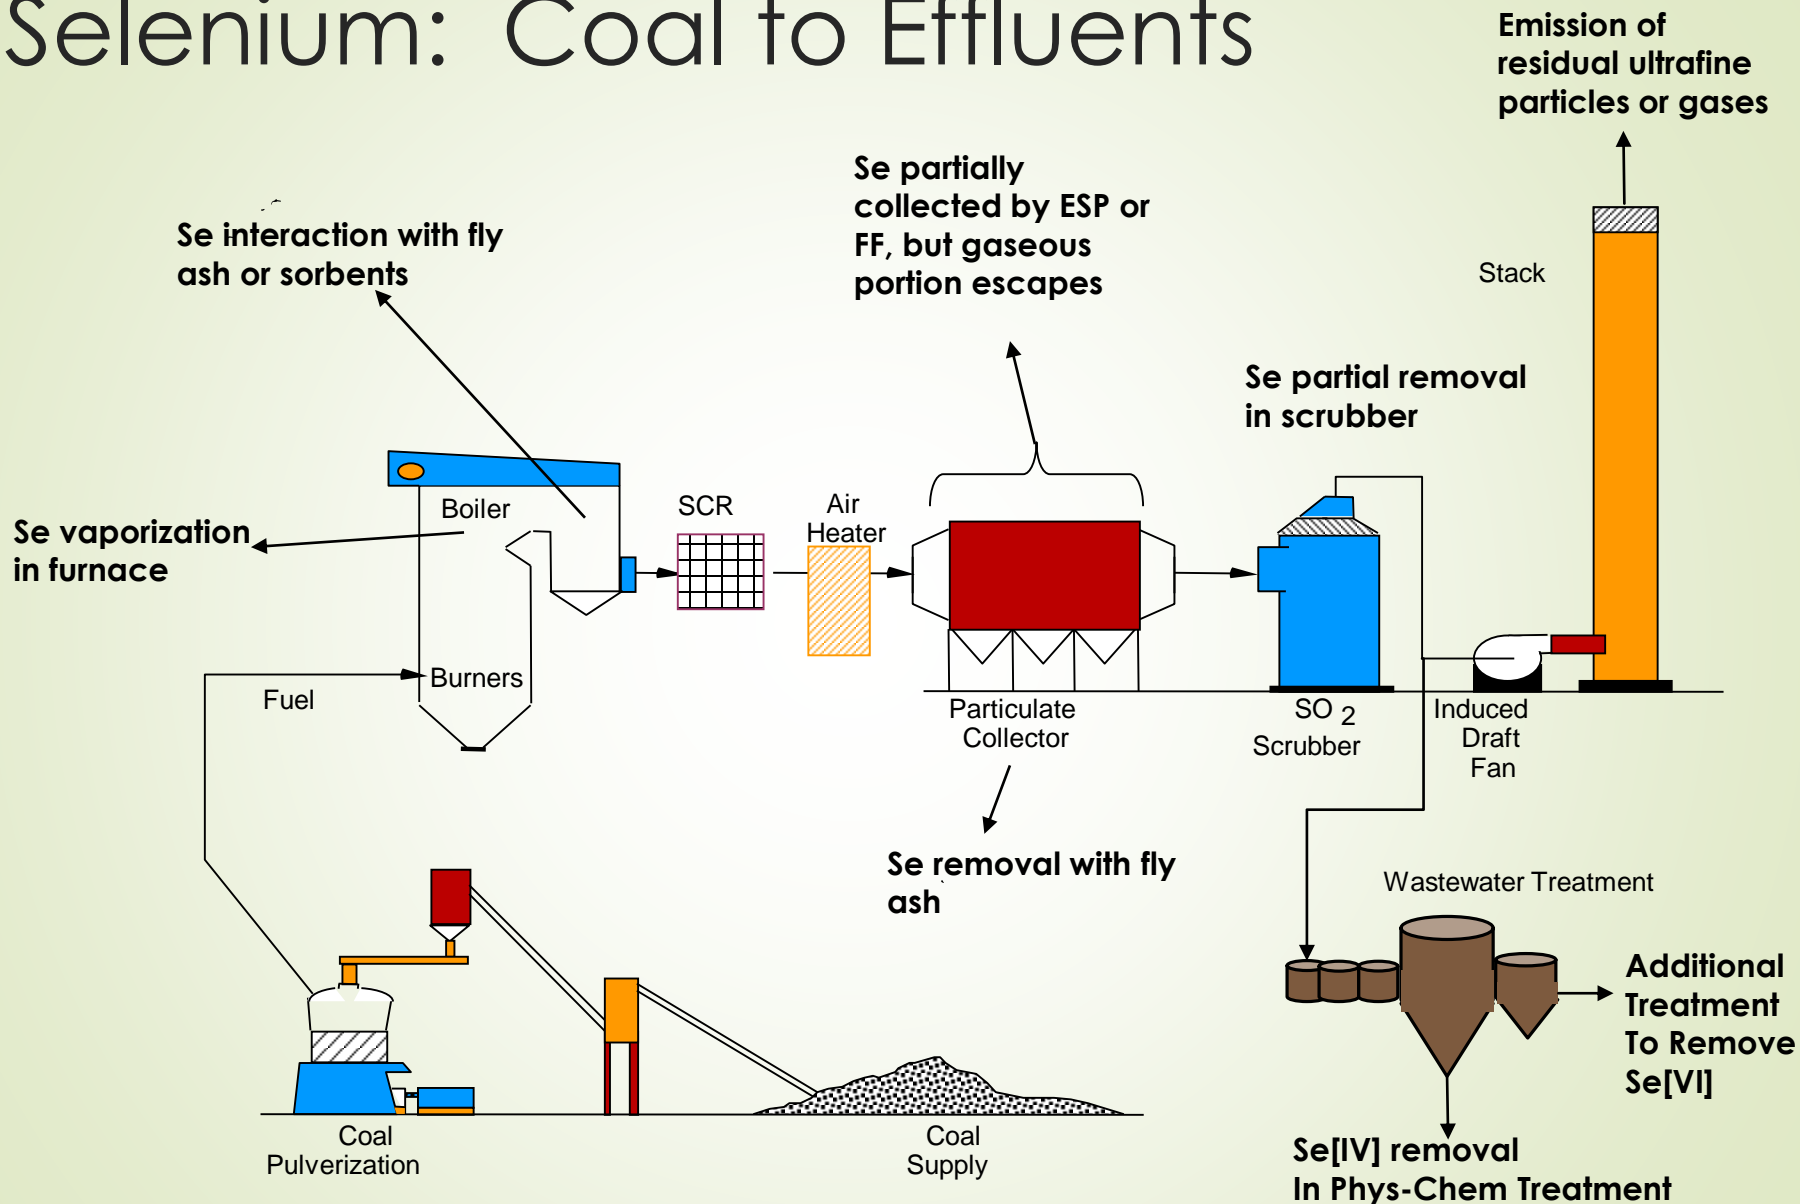 Selenium: Coal to Effluents
Emission of
residual ultrafine
particles or gases
Se partially
collected by ESP or
FF, but gaseous
portion escapes
Se interaction with fly
ash or sorbents
Stack
Se partial removal
in scrubber
Boiler
SCR
Air
Heater
Se vaporization
in furnace
Burners
Fuel
Particulate
Collector
SO 2
Scrubber
Induced
Draft
Fan
Se removal with fly
ash
Wastewater Treatment
Additional
Treatment
To Remove
Se[VI]
Coal
Pulverization
Coal
Supply
Se[IV] removal
In Phys-Chem Treatment